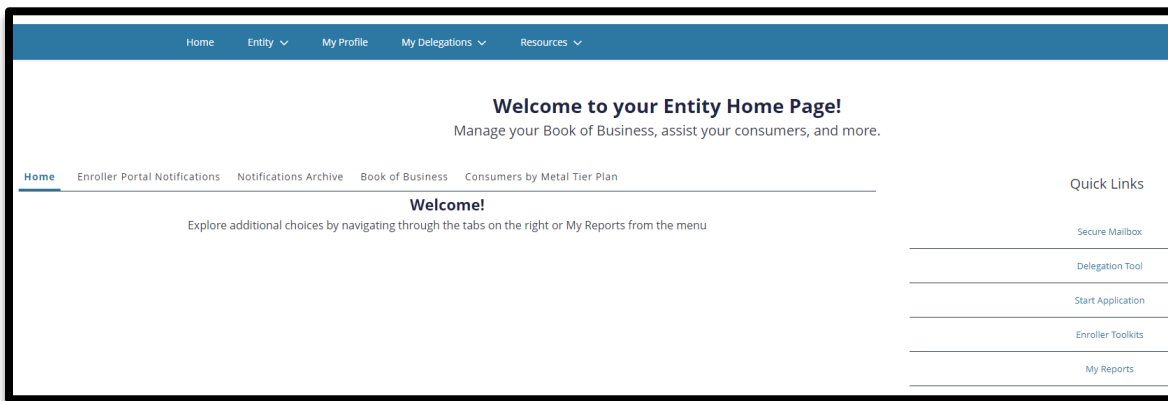 Home Entity My Profile My Delegations Resources
Welcome to your Entity Home Page!
Manage your Book of Business, assist your consumers, and more.
Home Enroller Portal Notifications Notifications Archive Book of Business Consumers by Metal Tier Plan
Welcome!
Explore additional choices by navigating through the tabs on the right or My Reports from the menu
Quick Links
Secure Mailbox
Delegation Tool
Start Application
Enroller Toolkits
My Reports